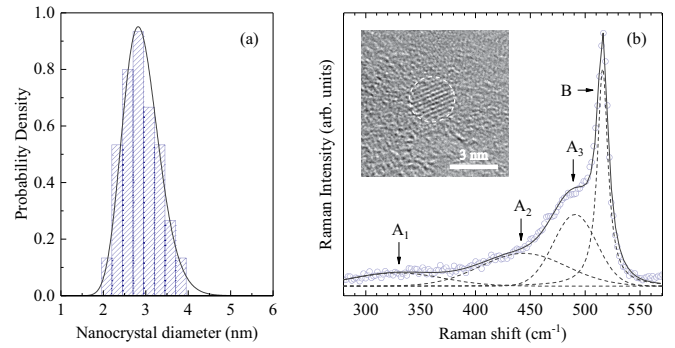 (a)
Probability Density
1.0
0.8
0.6
0.4
0.2
0.0
1 2 3 4 5 6
Nanocrystal diameter (nm)
(b)
Raman Intensity (arb. units)
3 nm
B
A₃
A₂
A₁
300 350 400 450 500 550
Raman shift (cm⁻¹)